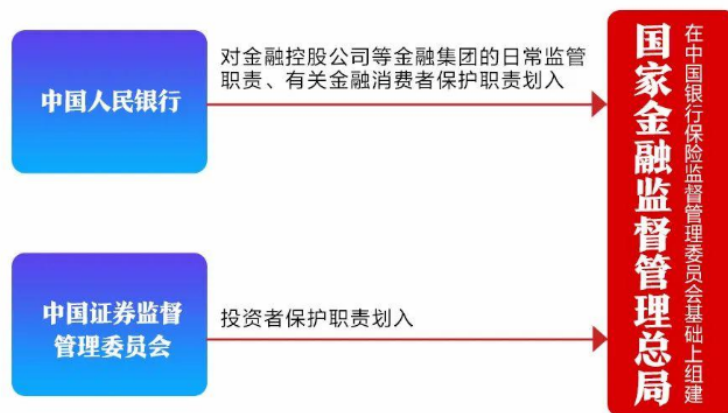 中国人民银行
对金融控股公司等金融集团的日常监管
职责、有关金融消费者保护职责划入
中国证券监督
管理委员会
投资者保护职责划入
国家金融监督管理总局
在中国银行保险监督管理委员会基础上组建